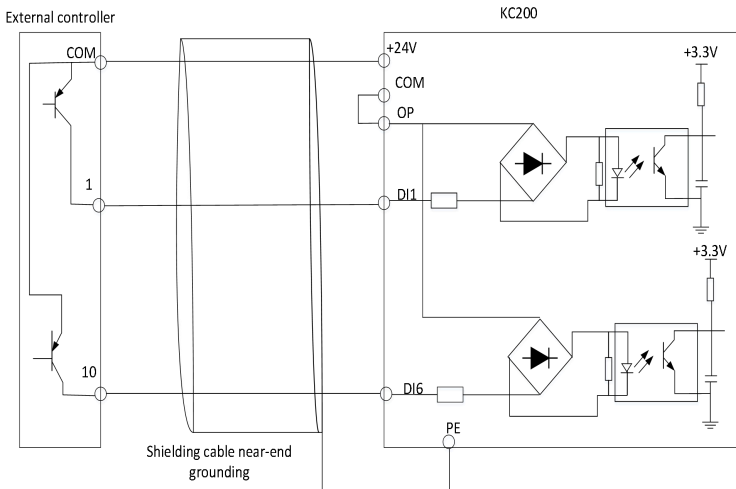 KC200
External controller
COM
+24V
+3.3V
COM
OP
1
DI1
+3.3V
10
DI6
PE
Shielding cable near-end
grounding